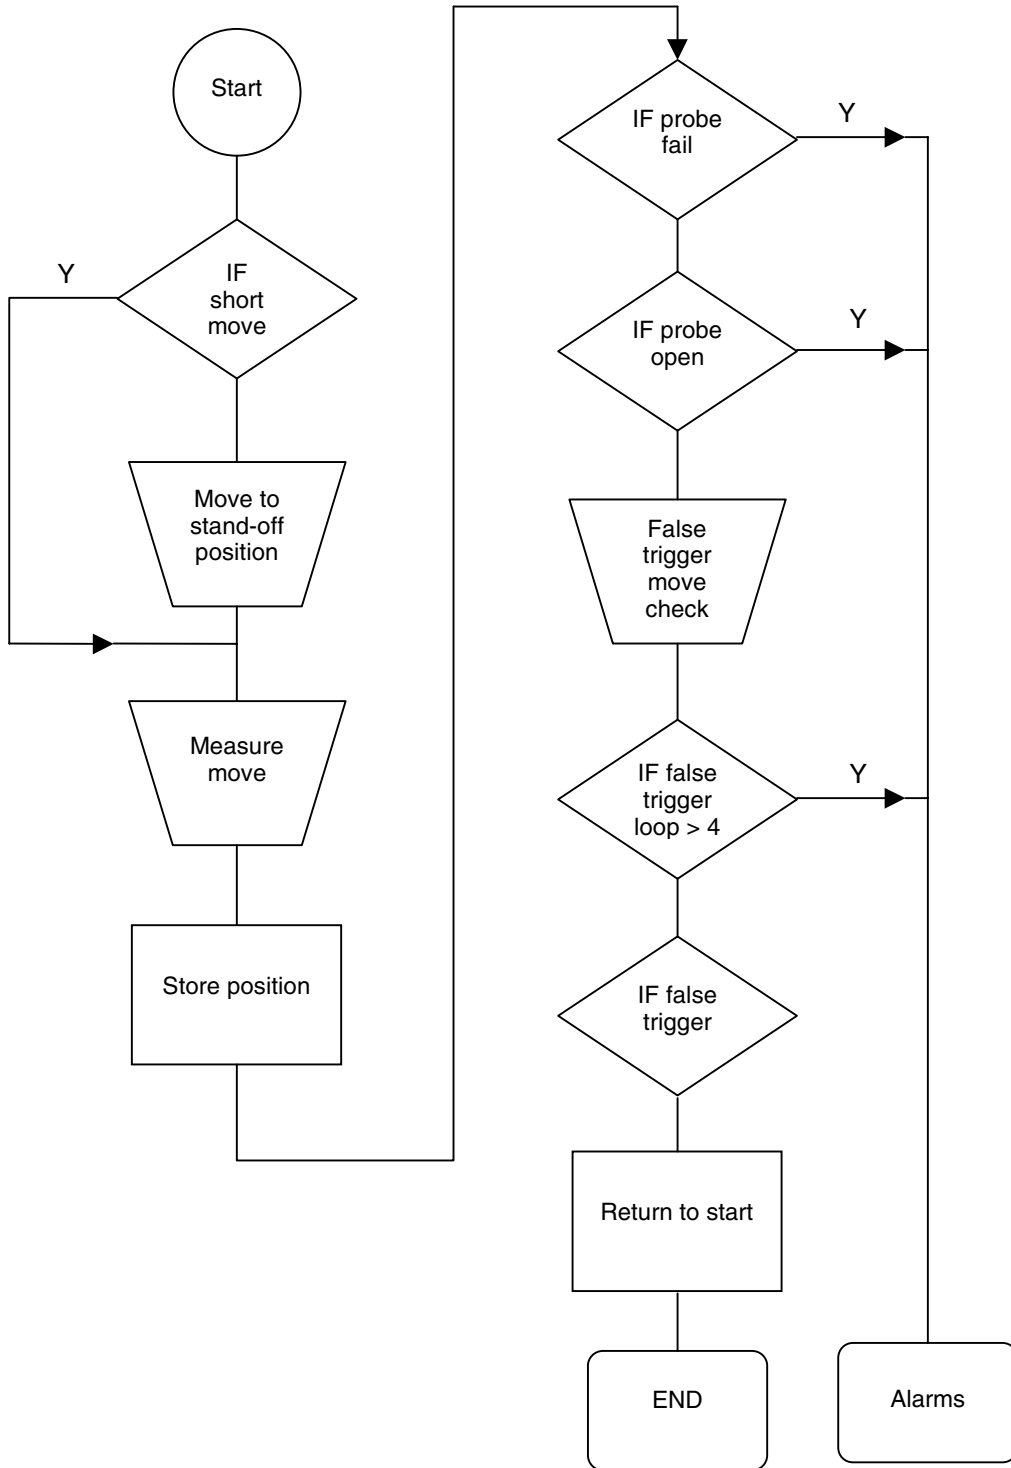 Start
Y
IF
short
move
Move to
stand-off
position
Measure
move
Store position
IF probe
fail
Y
IF probe
open
Y
False
trigger
move
check
IF false
trigger
loop > 4
Y
IF false
trigger
Return to start
END
Alarms